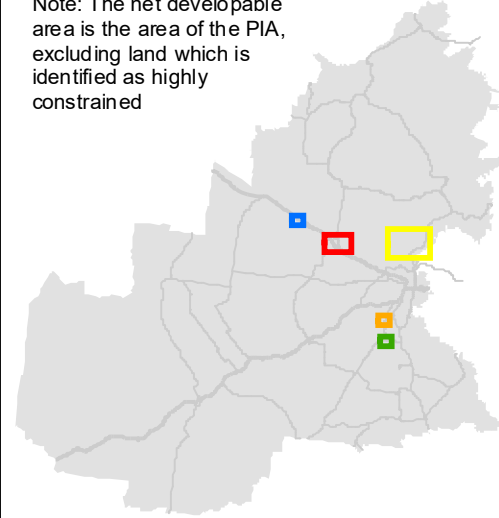 Note: The net developable
area is the area of the PIA,
excluding land which is
identified as highly
constrained